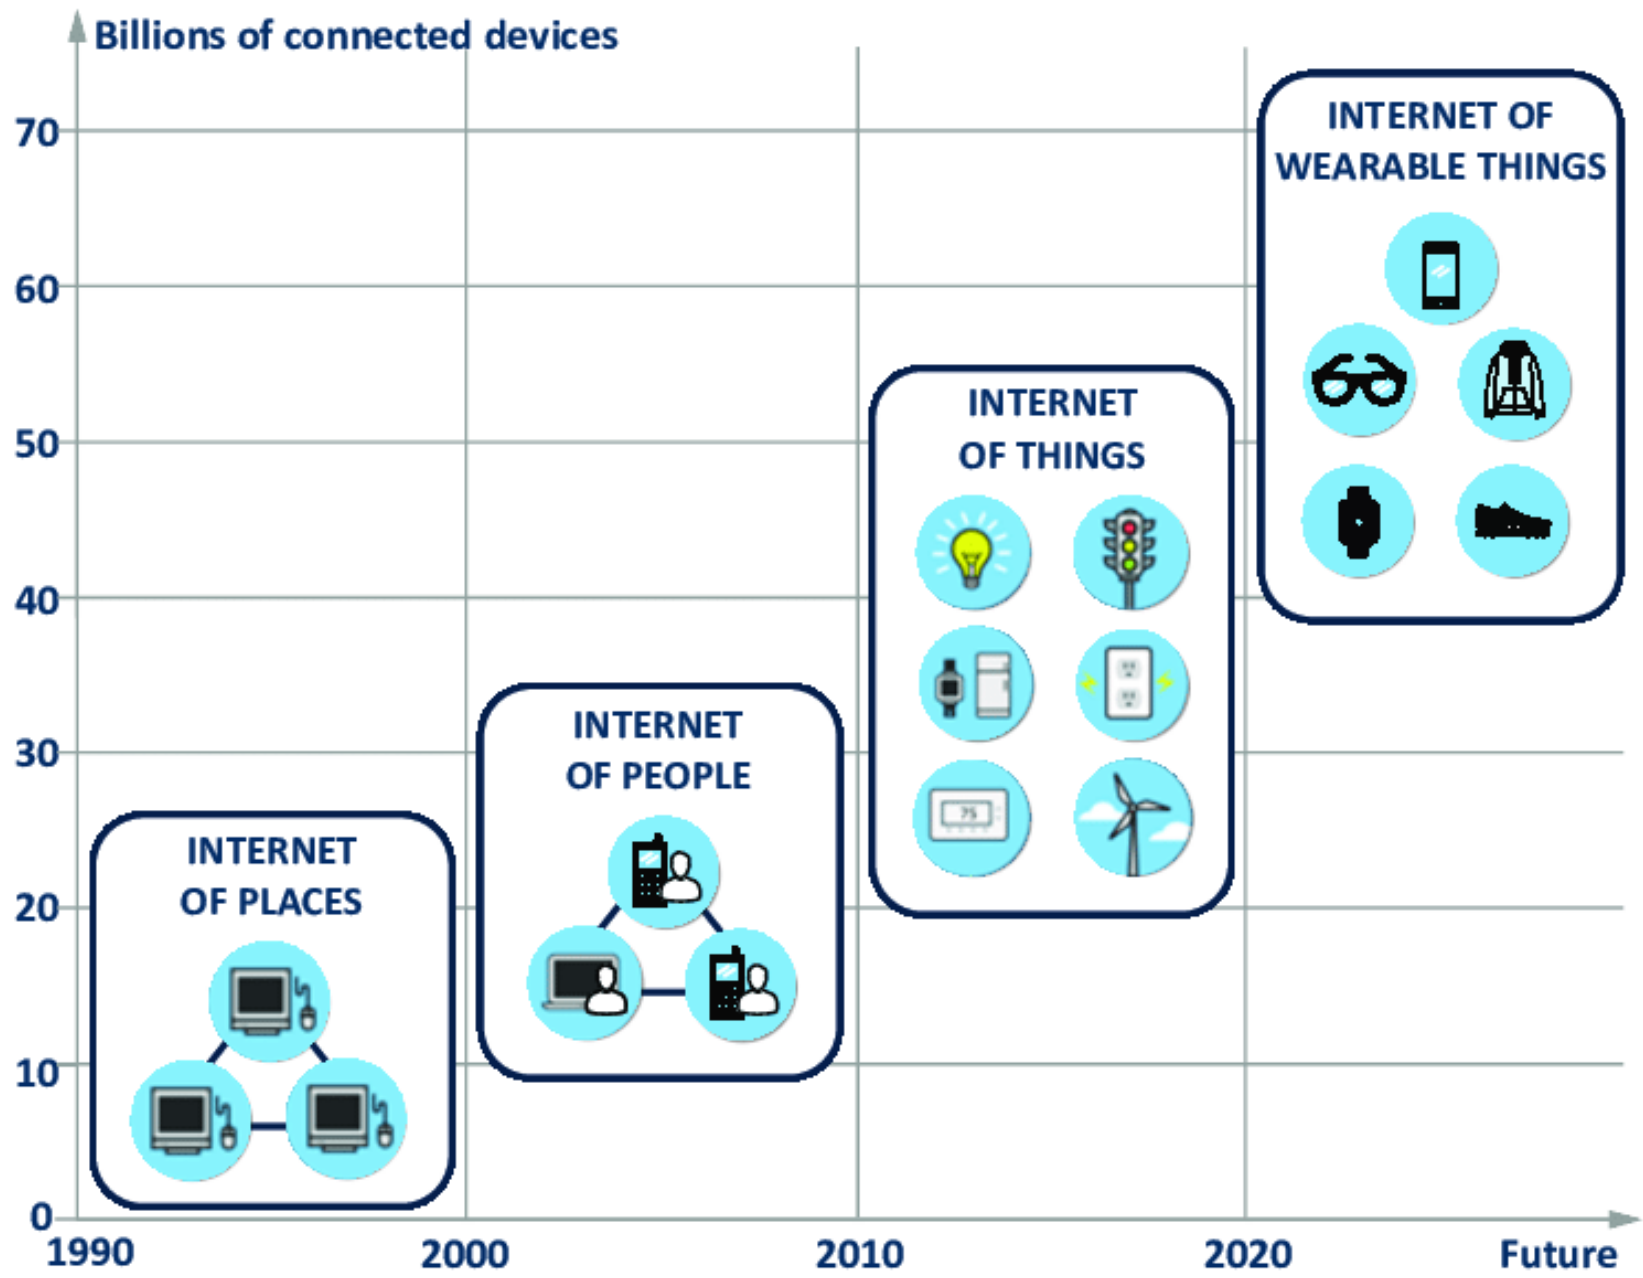 Billions of connected devices
70
60
50
40
30
20
10
0
1990
2000
2010
2020
Future
INTERNET
OF PLACES
INTERNET
OF PEOPLE
INTERNET
OF THINGS
75
INTERNET OF
WEARABLE THINGS